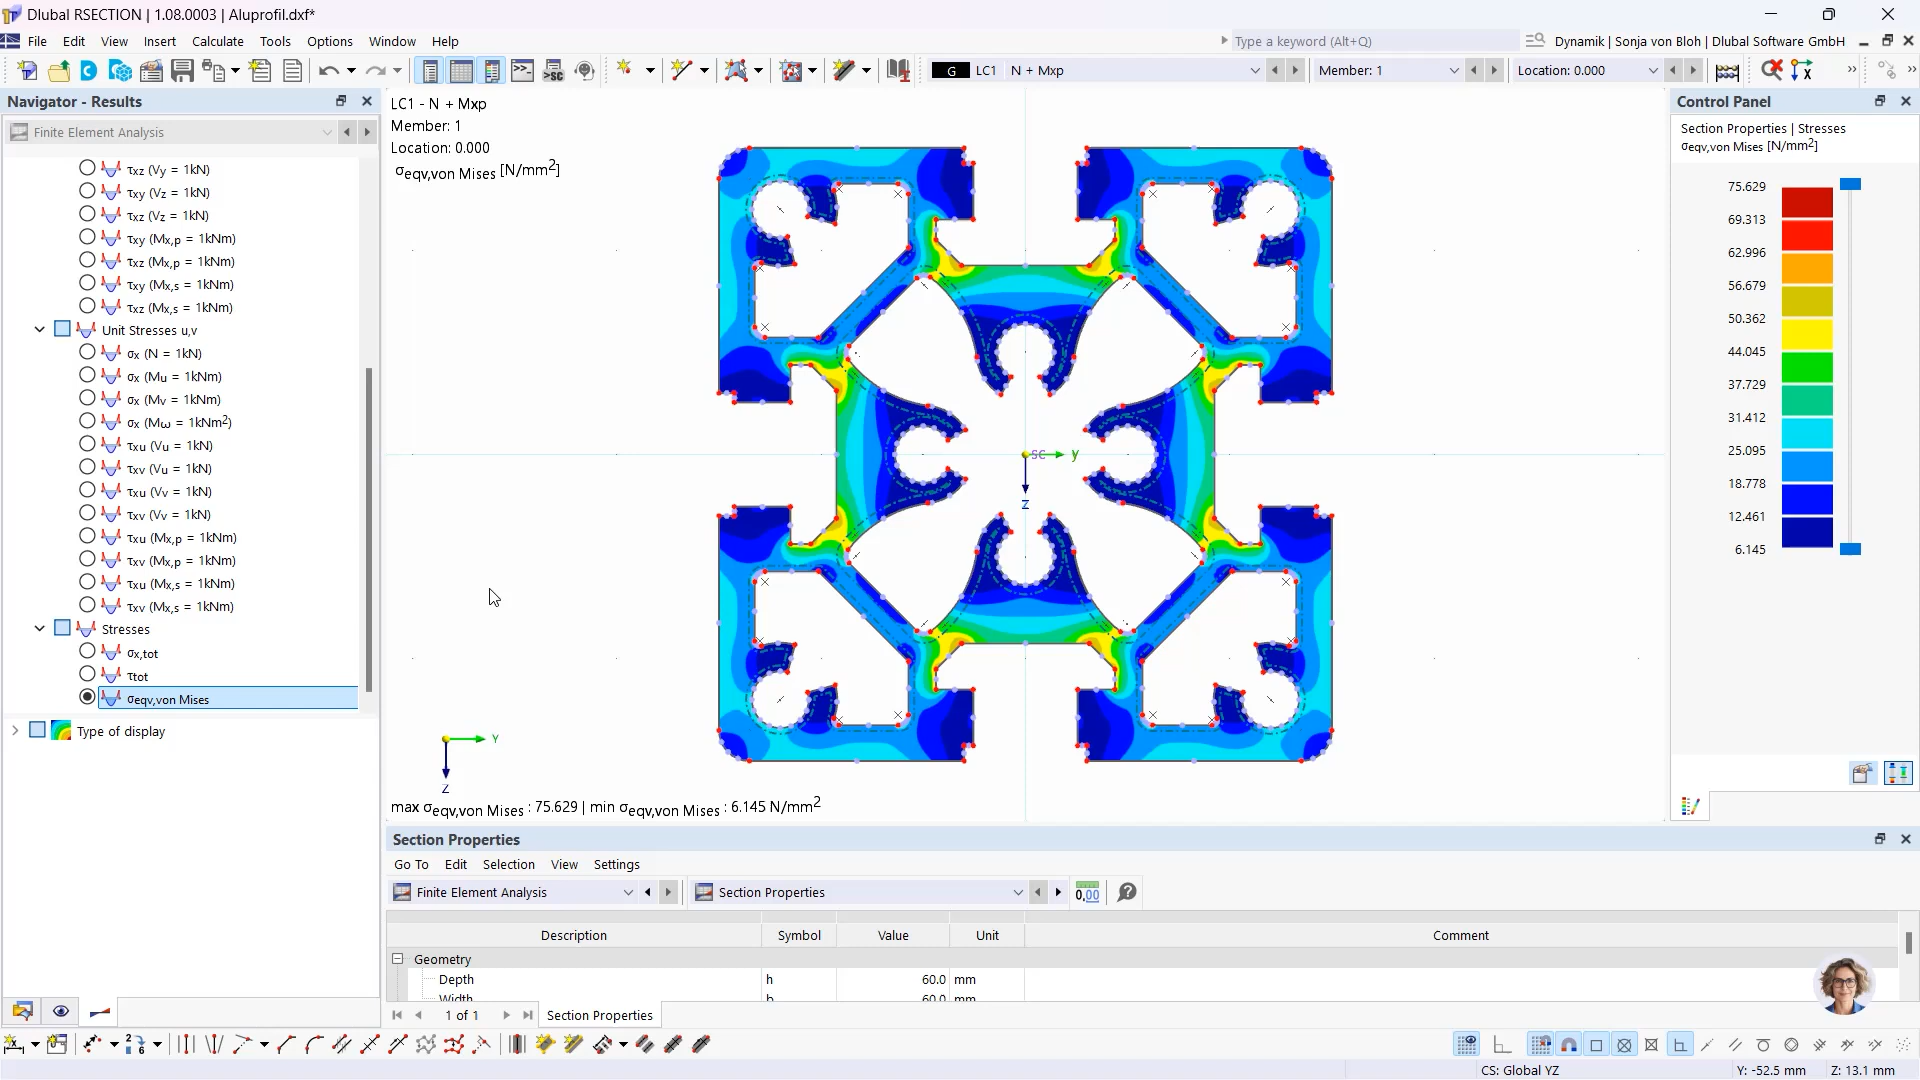 Dlubal RSECTION | 1.08.0003 | Aluprofil.dxf*
File Edit View Insert Calculate Tools Options Window Help
Type a keyword (Alt+Q)
Dynamik | Sonja von Bloh | Dlubal Software GmbH
G LC1 N + Mxp
Member: 1
Location: 0.000
Navigator - Results
Finite Element Analysis
τxz (Vy = 1kN)
τxy (Vz = 1kN)
τxz (Vz = 1kN)
τxy (Mx,p = 1kNm)
τxz (Mx,p = 1kNm)
τxy (Mx,s = 1kNm)
τxz (Mx,s = 1kNm)
Unit Stresses u,v
σx (N = 1kN)
σx (Mu = 1kNm)
σx (Mv = 1kNm)
σx (Mω = 1kNm²)
τxu (Vu = 1kN)
τxv (Vu = 1kN)
τxu (Vv = 1kN)
τxv (Vv = 1kN)
τxu (Mx,p = 1kNm)
τxv (Mx,p = 1kNm)
τxu (Mx,s = 1kNm)
τxv (Mx,s = 1kNm)
Stresses
σx,tot
τtot
σeqv,von Mises
Type of display
LC1 - N + Mxp
Member: 1
Location: 0.000
σeqv,von Mises [N/mm²]
SC y
z
Y
Z
max σeqv,von Mises : 75.629 | min σeqv,von Mises : 6.145 N/mm²
Control Panel
Section Properties | Stresses
σeqv,von Mises [N/mm²]
75.629
69.313
62.996
56.679
50.362
44.045
37.729
31.412
25.095
18.778
12.461
6.145
Section Properties
Go To Edit Selection View Settings
Finite Element Analysis
Section Properties
0,00
Description Symbol Value Unit Comment
Geometry
Depth h 60.0 mm
Width b 60.0 mm
1 of 1
Section Properties
CS: Global YZ
Y: -52.5 mm Z: 13.1 mm